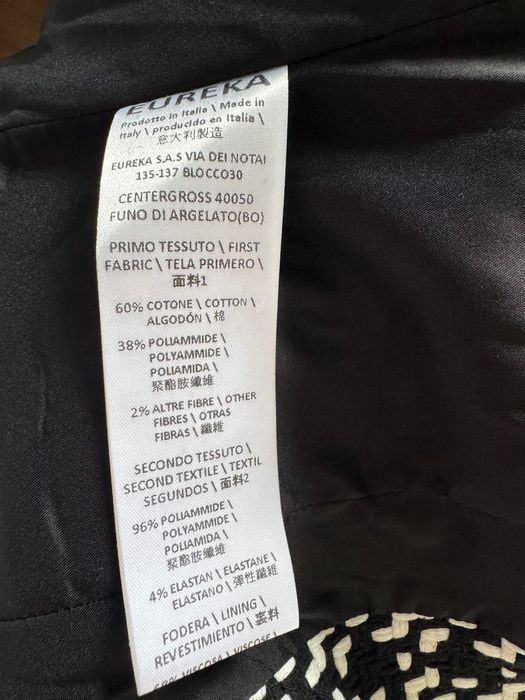 EUREKA
Prodotto in Italia \ Made in
Italy \ producido en Italia \
意大利製造
EUREKA S.A.S VIA DEI NOTAI
135-137 BLOCCO30
CENTERGROSS 40050
FUNO DI ARGELATO(BO)
PRIMO TESSUTO \ FIRST
FABRIC \ TELA PRIMERO \
面料1
60% COTONE \ COTTON \
ALGODÓN \ 棉
38% POLIAMMIDE \
POLYAMMIDE \
POLIAMIDA \
聚酯胺纖維
2% ALTRE FIBRE \ OTHER
FIBRES \ OTRAS
FIBRAS \ 纖維
SECONDO TESSUTO \
SECOND TEXTILE \ TEXTIL
SEGUNDOS \ 面料2
96% POLIAMMIDE \
POLYAMMIDE \
POLIAMIDA \
聚酯胺纖維
4% ELASTAN \ ELASTANE \
ELASTANO \ 彈性纖維
FODERA \ LINING \
REVESTIMIENTO \ 裏料
VISCOSA \ VISCOSE \